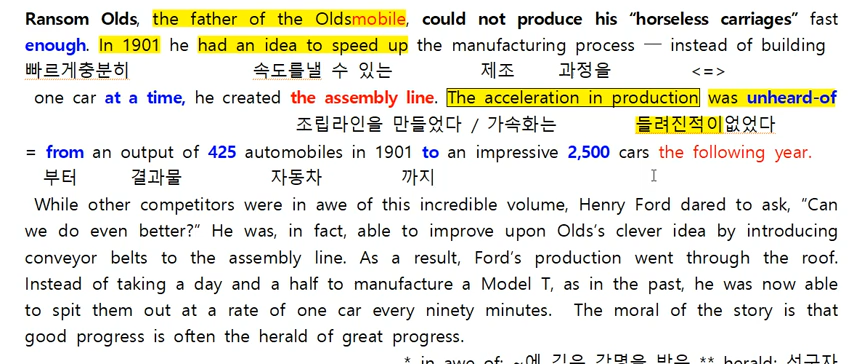 Ransom Olds, the father of the Oldsmobile, could not produce his “horseless carriages” fast
enough. In 1901 he had an idea to speed up the manufacturing process — instead of building
빠르게충분히 속도를낼 수 있는 제조 과정을 <=>
one car at a time, he created the assembly line. The acceleration in production was unheard-of
조립라인을 만들었다 / 가속화는 들려진적이없었다
= from an output of 425 automobiles in 1901 to an impressive 2,500 cars the following year.
부터 결과물 자동차 까지
While other competitors were in awe of this incredible volume, Henry Ford dared to ask, “Can
we do even better?” He was, in fact, able to improve upon Olds’s clever idea by introducing
conveyor belts to the assembly line. As a result, Ford’s production went through the roof.
Instead of taking a day and a half to manufacture a Model T, as in the past, he was now able
to spit them out at a rate of one car every ninety minutes. The moral of the story is that
good progress is often the herald of great progress.
* in awe of: ~에 깊은 감명을 받은 ** herald: 선구자